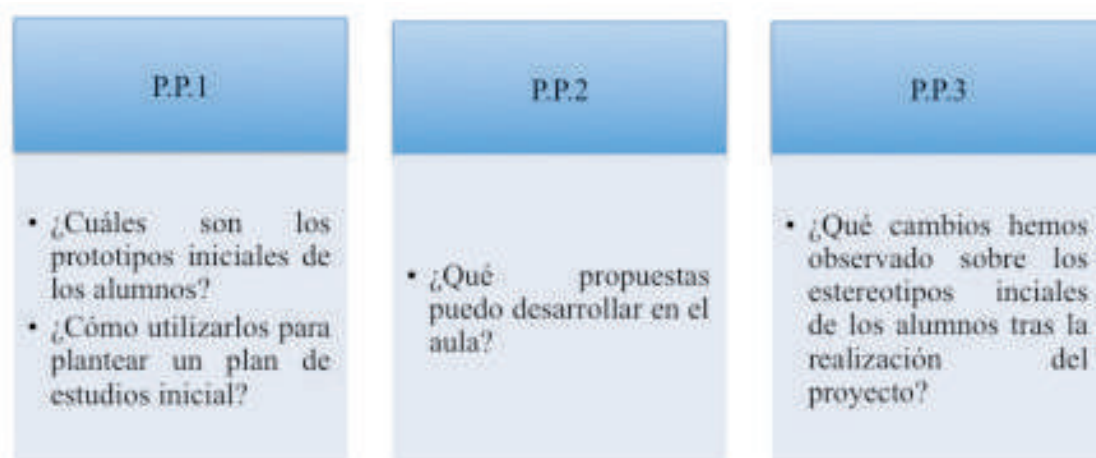 P.P.1
• ¿Cuáles son los
prototipos iniciales de
los alumnos?
• ¿Cómo utilizarlos para
plantear un plan de
estudios inicial?
P.P.2
• ¿Qué propuestas
puedo desarrollar en el
aula?
P.P.3
• ¿Qué cambios hemos
observado sobre los
estereotipos inciales
de los alumnos tras la
realización del
proyecto?